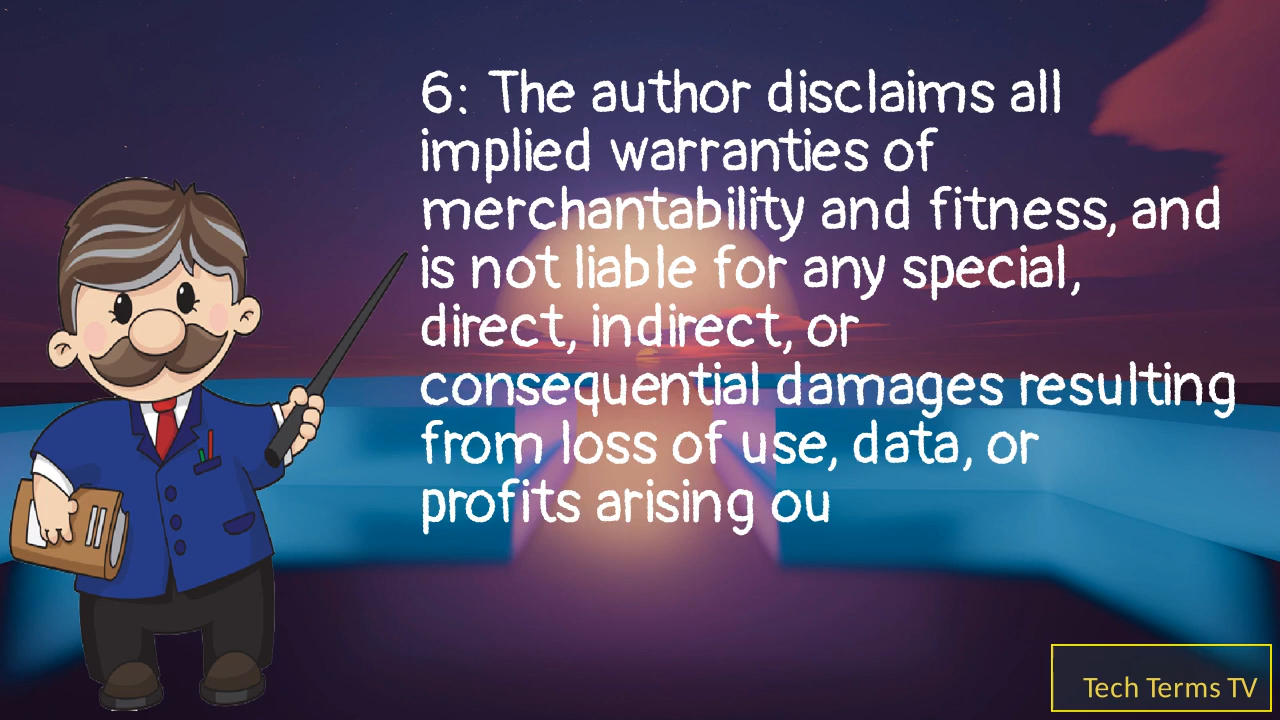 6: The author disclaims all
implied warranties of
merchantability and fitness, and
is not liable for any special,
direct, indirect, or
consequential damages resulting
from loss of use, data, or
profits arising ou
Tech Terms TV